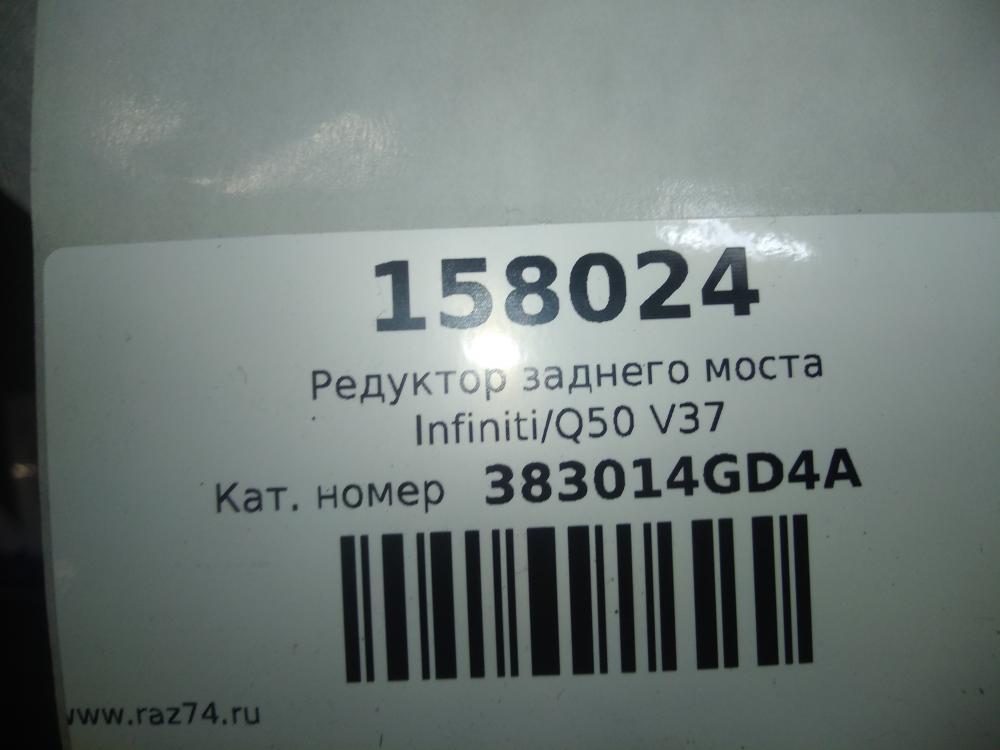 158024
Редуктор заднего моста
Infiniti/Q50 V37
Кат. номер 383014GD4A
www.raz74.ru